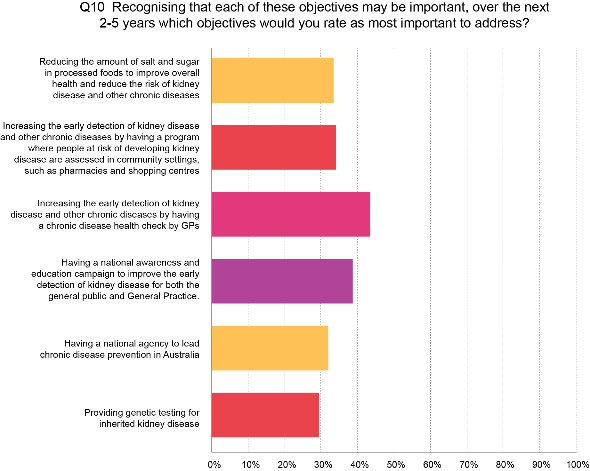 Q10  Recognising that each of these objectives may be important, over the next
2-5 years which objectives would you rate as most important to address?
Reducing the amount of salt and sugar
in processed foods to improve overall
health and reduce the risk of kidney
disease and other chronic diseases
Increasing the early detection of kidney disease
and other chronic diseases by having a program
where people at risk of developing kidney
disease are assessed in community settings,
such as pharmacies and shopping centres
Increasing the early detection of kidney
disease and other chronic diseases by having
a chronic disease health check by GPs
Having a national awareness and
education campaign to improve the early
detection of kidney disease for both the
general public and General Practice.
Having a national agency to lead
chronic disease prevention in Australia
Providing genetic testing for
inherited kidney disease
0% 10% 20% 30% 40% 50% 60% 70% 80% 90% 100%